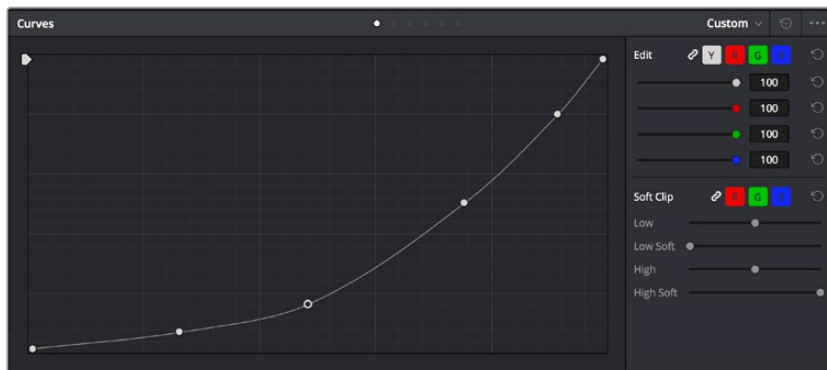 Curves Custom
Edit Y R G B
100
100
100
100
Soft Clip R G B
Low
Low Soft
High
High Soft